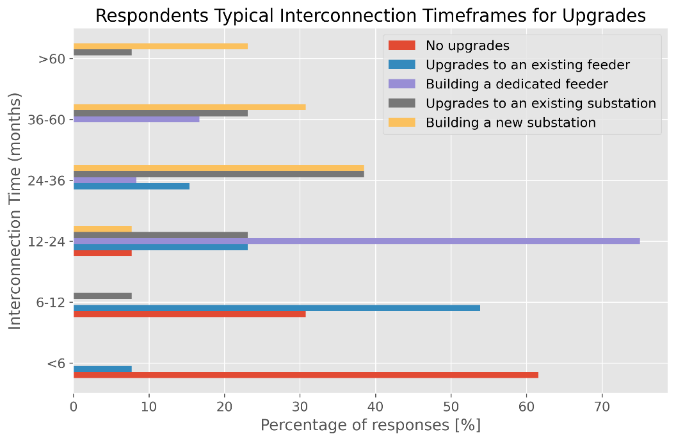 Respondents Typical Interconnection Timeframes for Upgrades
No upgrades
Upgrades to an existing feeder
Building a dedicated feeder
Upgrades to an existing substation
Building a new substation
Interconnection Time (months)
>60
36-60
24-36
12-24
6-12
<6
0 10 20 30 40 50 60 70
Percentage of responses [%]